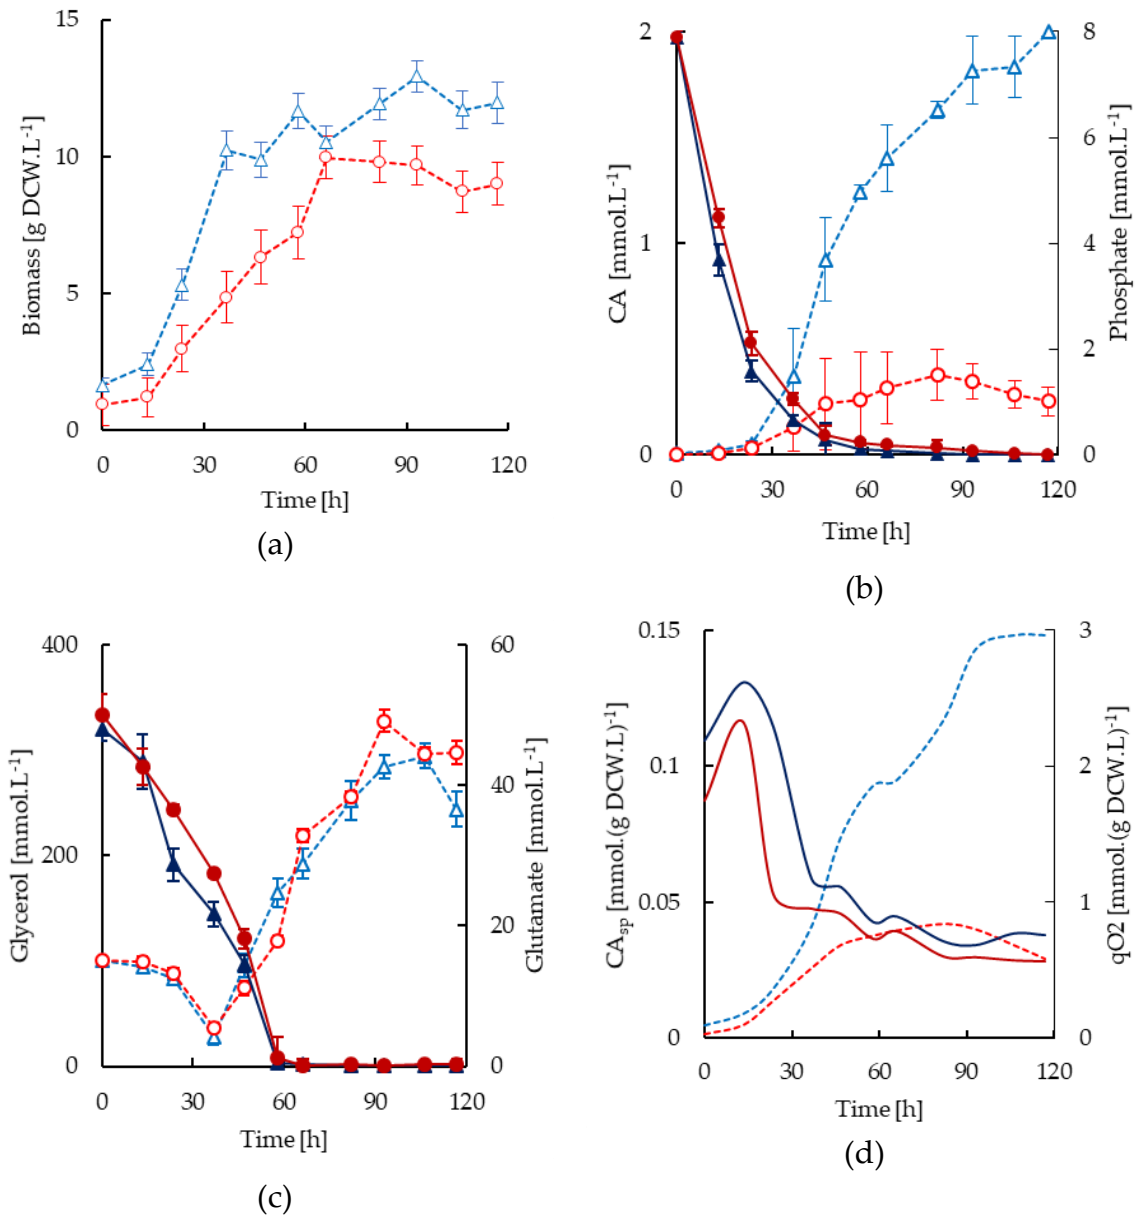 15
10
5
0
Biomass [g DCW.L-1]
0 30 60 90 120
Time [h]
(a)
2
1
0
CA [mmol.L-1]
8
6
4
2
0
Phosphate [mmol.L-1]
0 30 60 90 120
Time [h]
(b)
400
200
0
Glycerol [mmol.L-1]
60
40
20
0
Glutamate [mmol.L-1]
0 30 60 90 120
Time [h]
(c)
0.15
0.1
0.05
0
CAsp [mmol.(g DCW.L)-1]
3
2
1
0
qO2 [mmol.(g DCW.L)-1]
0 30 60 90 120
Time [h]
(d)